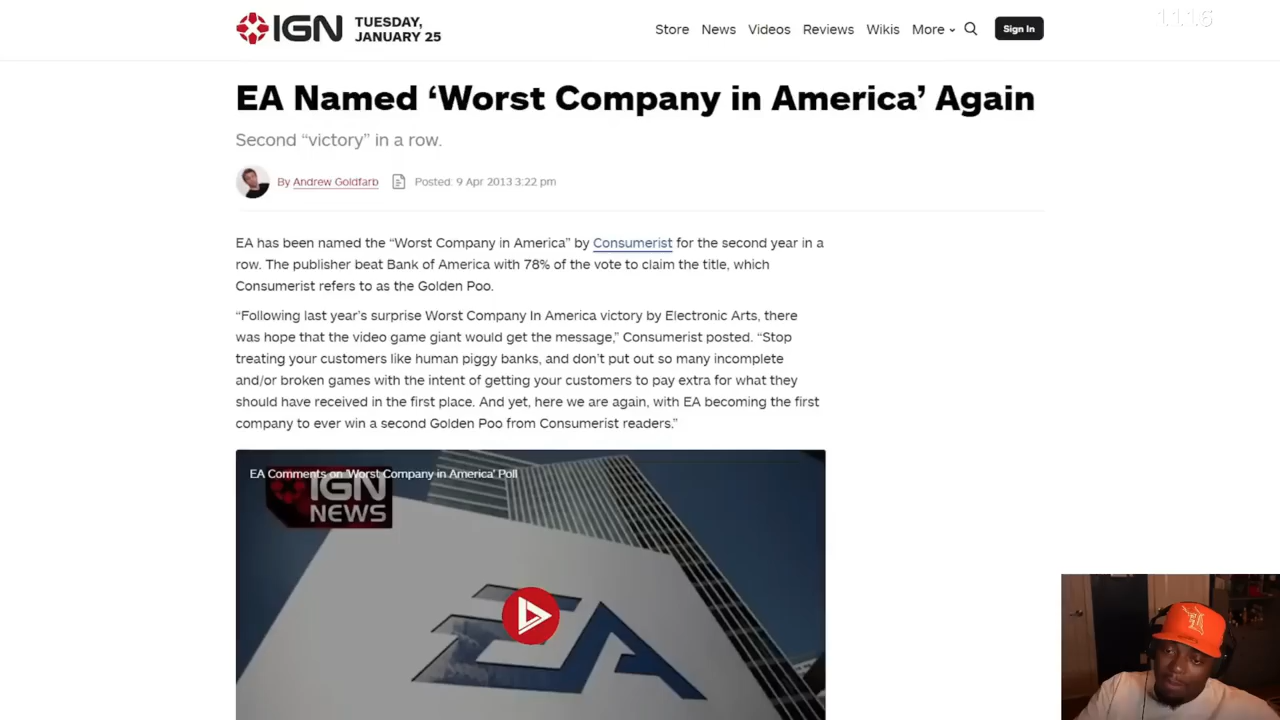 IGN
TUESDAY,
JANUARY 25
Store News Videos Reviews Wikis More
Sign In
1.1.1.6
EA Named ‘Worst Company in America’ Again
Second “victory” in a row.
By Andrew Goldfarb Posted: 9 Apr 2013 3:22 pm
EA has been named the “Worst Company in America” by Consumerist for the second year in a
row. The publisher beat Bank of America with 78% of the vote to claim the title, which
Consumerist refers to as the Golden Poo.
“Following last year’s surprise Worst Company In America victory by Electronic Arts, there
was hope that the video game giant would get the message,” Consumerist posted. “Stop
treating your customers like human piggy banks, and don’t put out so many incomplete
and/or broken games with the intent of getting your customers to pay extra for what they
should have received in the first place. And yet, here we are again, with EA becoming the first
company to ever win a second Golden Poo from Consumerist readers.”
EA Comments on 'Worst Company in America' Poll
IGN
NEWS
EA